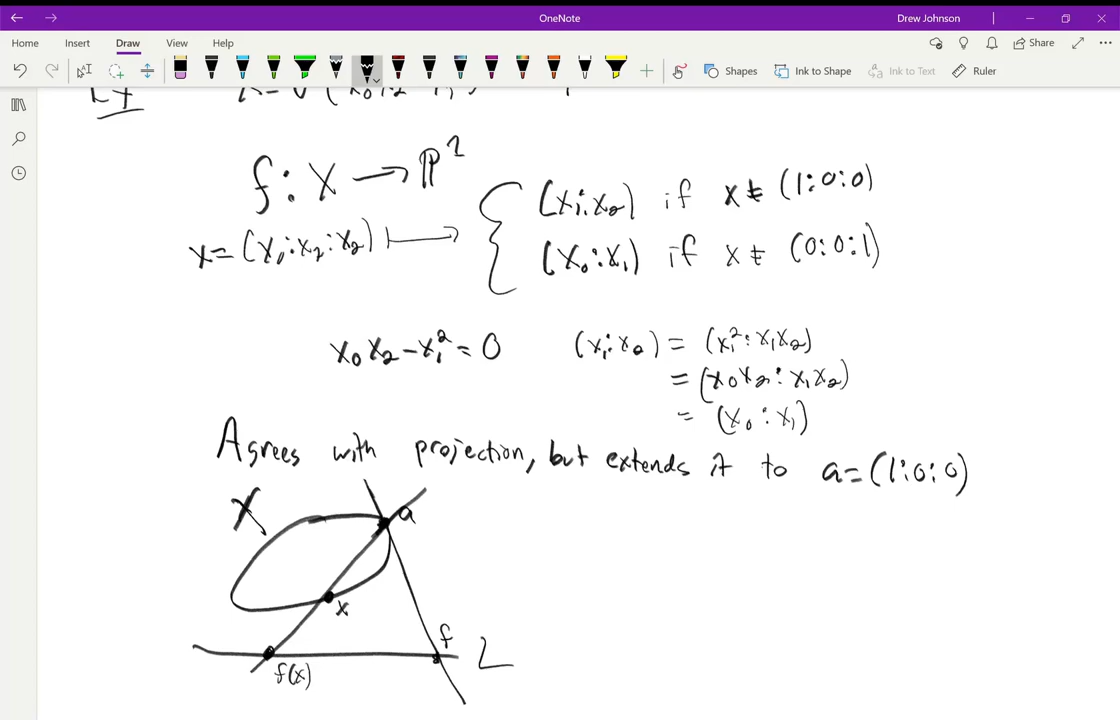 OneNote
Drew Johnson
Home Insert Draw View Help
Share
Shapes Ink to Shape Ink to Text Ruler
f : X → ℙ²
x = (x₀ : x₂ : x₂) ↦ { (x₁ : x₂) if x ≠ (1:0:0)
(x₀ : x₁) if x ≠ (0:0:1)
x₀x₂ - x₁² = 0
(x₁ : x₂) = (x₁² : x₁x₂)
= (x₀x₂ : x₁x₂)
= (x₀ : x₁)
Agrees with projection, but extends it to a = (1:0:0)
X
a
x
f
L
f(x)